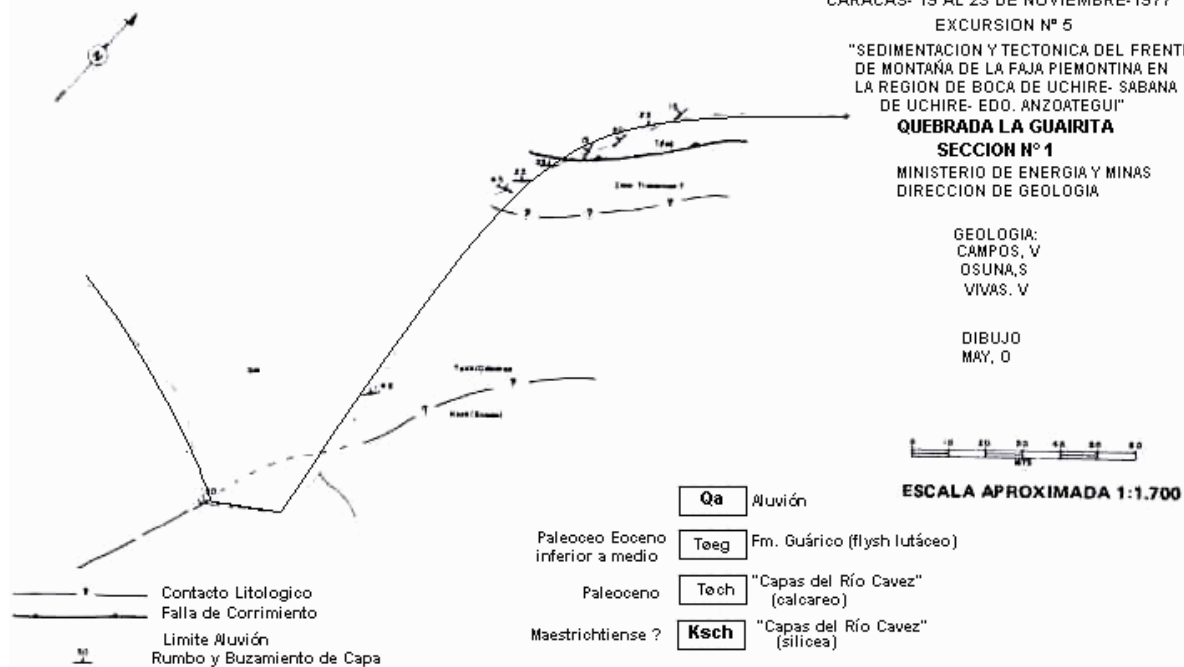 CARACAS- 19 AL 23 DE NOVIEMBRE-1977
EXCURSION Nº 5
"SEDIMENTACION Y TECTONICA DEL FRENTE
DE MONTAÑA DE LA FAJA PIEMONTINA EN
LA REGION DE BOCA DE UCHIRE- SABANA
DE UCHIRE- EDO. ANZOATEGUI"
QUEBRADA LA GUAIRITA
SECCION Nº 1
MINISTERIO DE ENERGIA Y MINAS
DIRECCION DE GEOLOGIA
GEOLOGIA:
CAMPOS, V
OSUNA,S
VIVAS. V
DIBUJO
MAY, O
MTS
ESCALA APROXIMADA 1:1.700
N
?
?
?
?
?
Qa Aluvión
Paleoceo Eoceno
inferior a medio
Tøeg Fm. Guárico (flysh lutáceo)
Paleoceno
Tøch "Capas del Río Cavez"
(calcareo)
Maestrichtiense ?
Ksch "Capas del Río Cavez"
(silicea)
? Contacto Litologico
Falla de Corrimiento
Limite Aluvión
Rumbo y Buzamiento de Capa